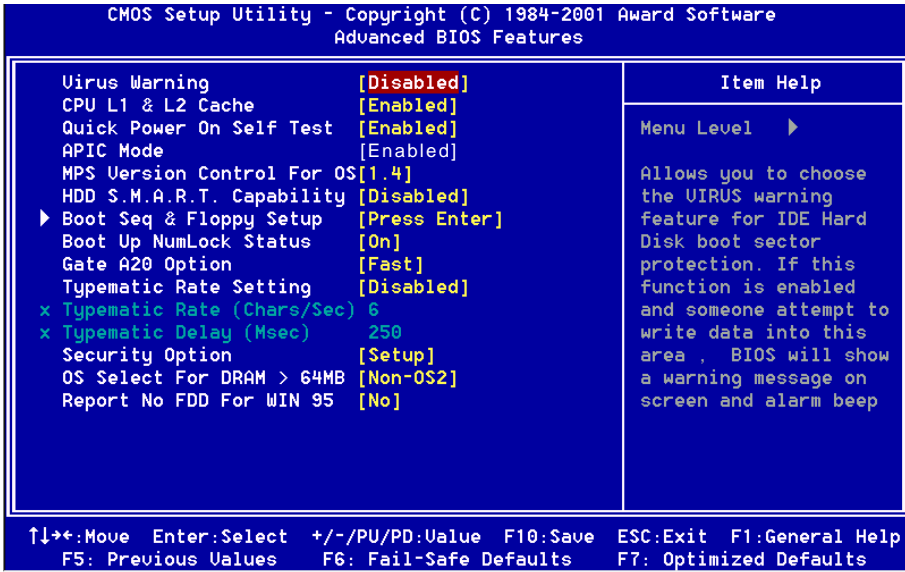 CMOS Setup Utility - Copyright (C) 1984-2001 Award Software
Advanced BIOS Features
Virus Warning [Disabled]
CPU L1 & L2 Cache [Enabled]
Quick Power On Self Test [Enabled]
APIC Mode [Enabled]
MPS Version Control For OS[1.4]
HDD S.M.A.R.T. Capability [Disabled]
Boot Seq & Floppy Setup [Press Enter]
Boot Up NumLock Status [On]
Gate A20 Option [Fast]
Typematic Rate Setting [Disabled]
x Typematic Rate (Chars/Sec) 6
x Typematic Delay (Msec) 250
Security Option [Setup]
OS Select For DRAM > 64MB [Non-OS2]
Report No FDD For WIN 95 [No]
Item Help
Menu Level
Allows you to choose
the VIRUS warning
feature for IDE Hard
Disk boot sector
protection. If this
function is enabled
and someone attempt to
write data into this
area , BIOS will show
a warning message on
screen and alarm beep
↑↓→←:Move Enter:Select +/-/PU/PD:Value F10:Save ESC:Exit F1:General Help
F5: Previous Values F6: Fail-Safe Defaults F7: Optimized Defaults